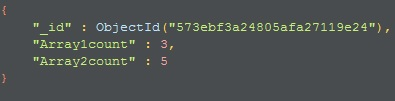 {
"_id" : ObjectId("573ebf3a24805afa27119e24"),
"Array1count" : 3,
"Array2count" : 5
}